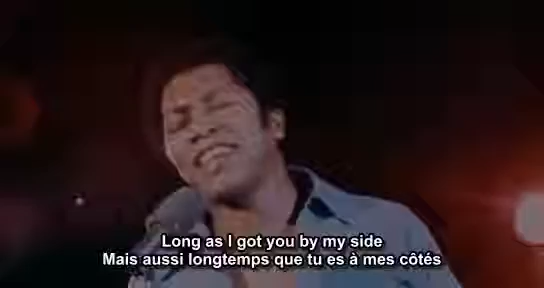 Long as I got you by my side
Mais aussi longtemps que tu es à mes côtés